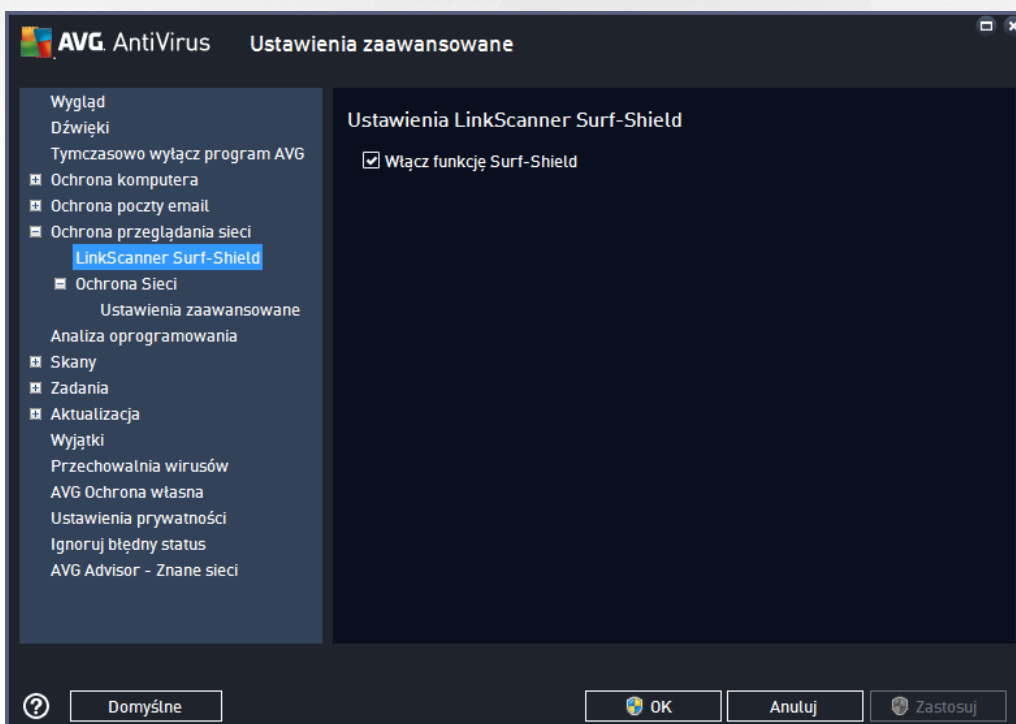 AVG. AntiVirus Ustawienia zaawansowane
Wygląd
Dźwięki
Tymczasowo wyłącz program AVG
Ochrona komputera
Ochrona poczty email
Ochrona przeglądania sieci
LinkScanner Surf-Shield
Ochrona Sieci
Ustawienia zaawansowane
Analiza oprogramowania
Skany
Zadania
Aktualizacja
Wyjątki
Przechowalnia wirusów
AVG Ochrona własna
Ustawienia prywatności
Ignoruj błędny status
AVG Advisor - Znane sieci
Ustawienia LinkScanner Surf-Shield
Włącz funkcję Surf-Shield
? Domyślne OK Anuluj Zastosuj